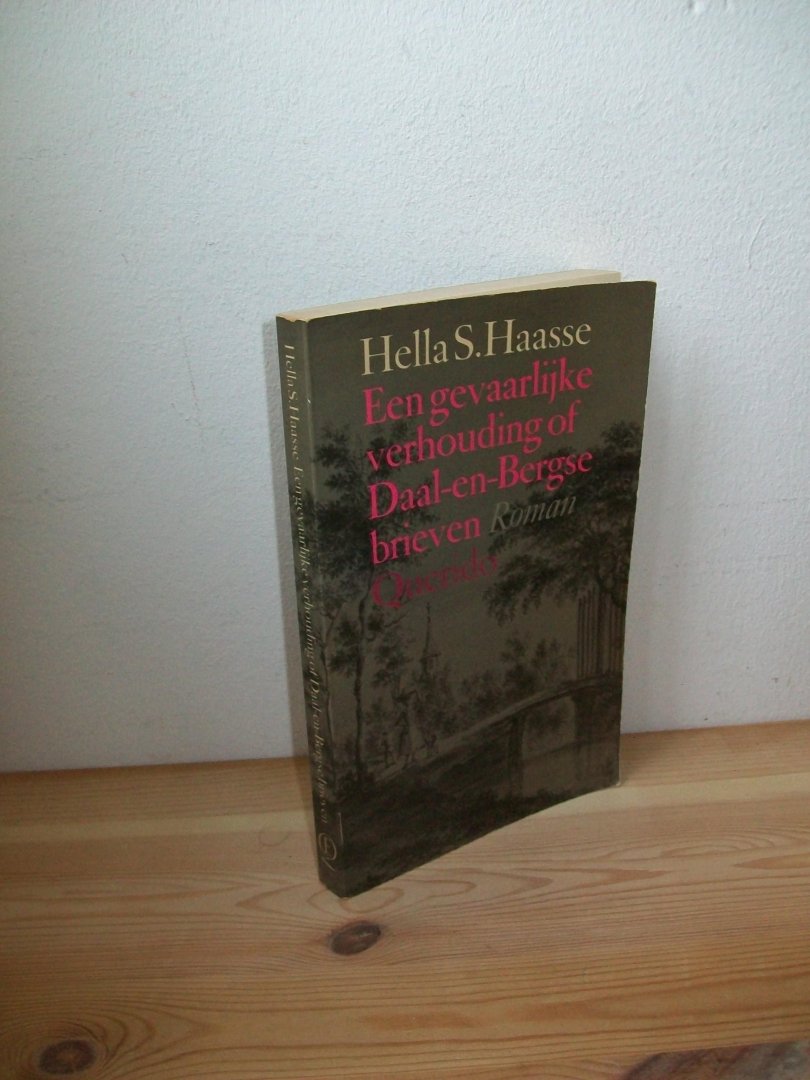 Hella S. Haasse
Een gevaarlijke
verhouding of
Daal-en-Bergse
brieven Roman
Querido
Hella S. Haasse Een gevaarlijke verhouding of Daal-en-Bergse brieven